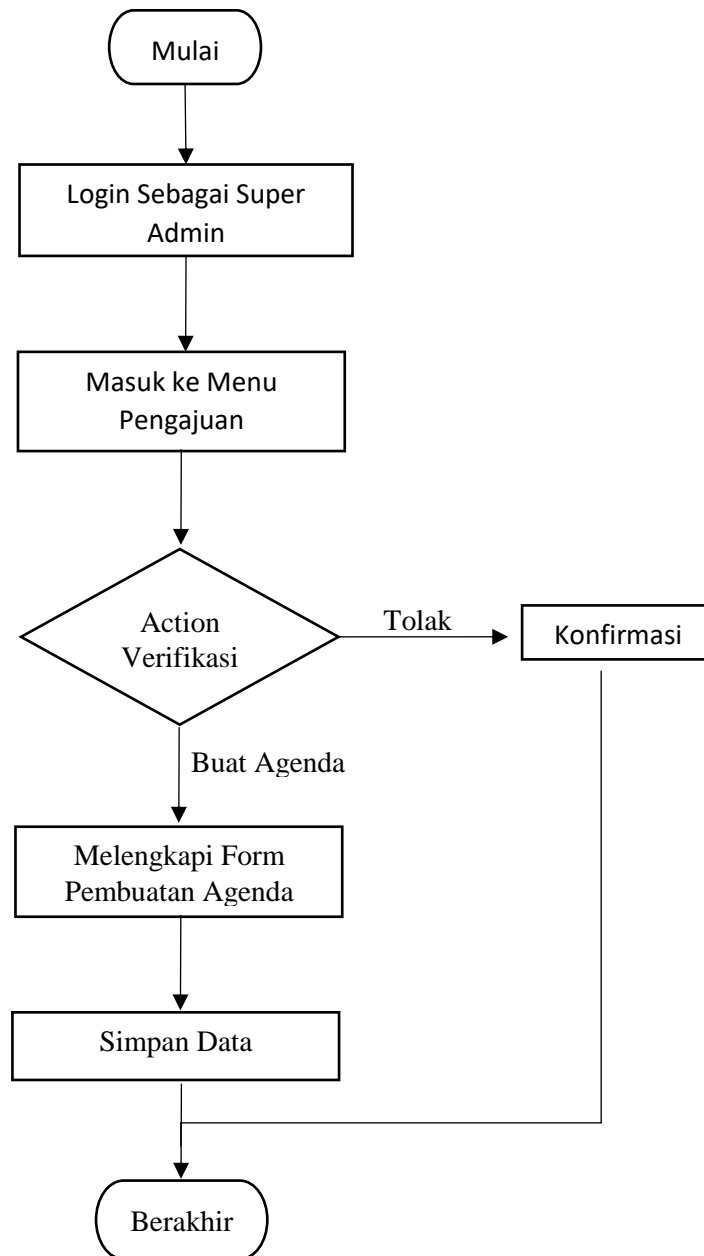 Mulai
Login Sebagai Super
Admin
Masuk ke Menu
Pengajuan
Action
Verifikasi
Tolak
Konfirmasi
Buat Agenda
Melengkapi Form
Pembuatan Agenda
Simpan Data
Berakhir